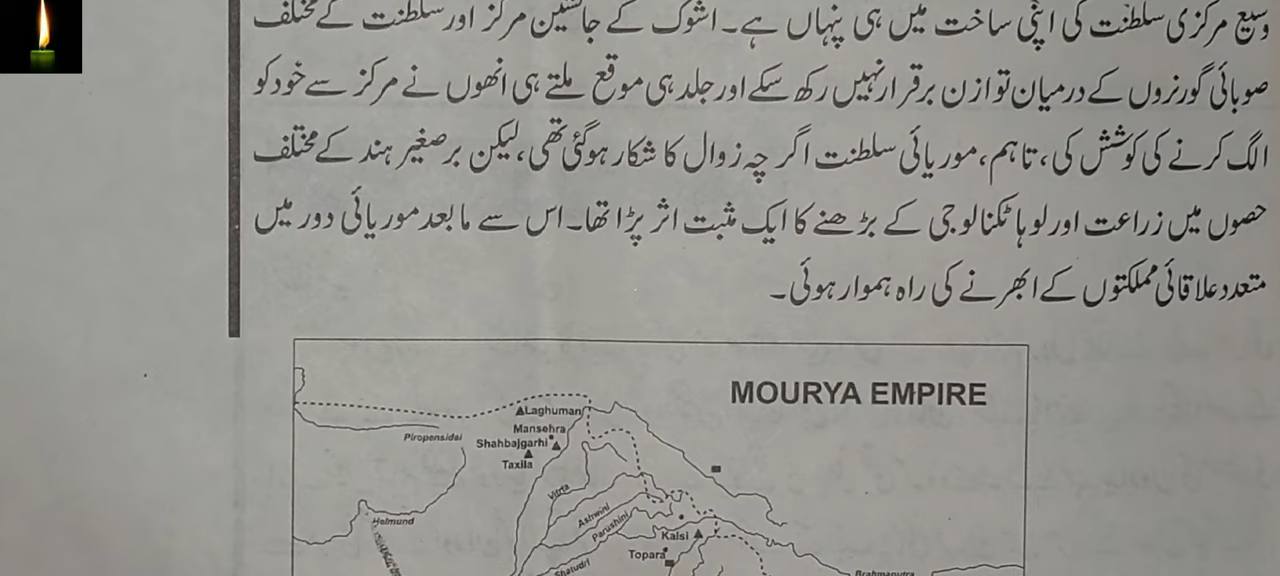 وسیع مرکزی سلطنت کی اپنی ساخت میں ہی پنہاں ہے۔ اشوک کے جانشین مرکز اور سلطنت کے مختلف
صوبائی گورنروں کے درمیان توازن برقرار نہیں رکھ سکے اور جلد ہی موقع ملتے ہی انھوں نے مرکز سے خود کو
الگ کرنے کی کوشش کی، تاہم، موریائی سلطنت اگر چہ زوال کا شکار ہوگئی تھی، لیکن برصغیر ہند کے مختلف
حصوں میں زراعت اور لوہا ٹکنالوجی کے بڑھنے کا ایک مثبت اثر پڑا تھا۔ اس سے مابعد موریائی دور میں
متعدد علاقائی مملکتوں کے ابھرنے کی راہ ہموار ہوئی۔
MOURYA EMPIRE
Laghuman
Mansehra
Piropensidai
Shahbajgarhi
Taxila
Vitita
Ashwini
Parushini
Helmund
Kalsi
Topara
Shatudri
Brahmaputra